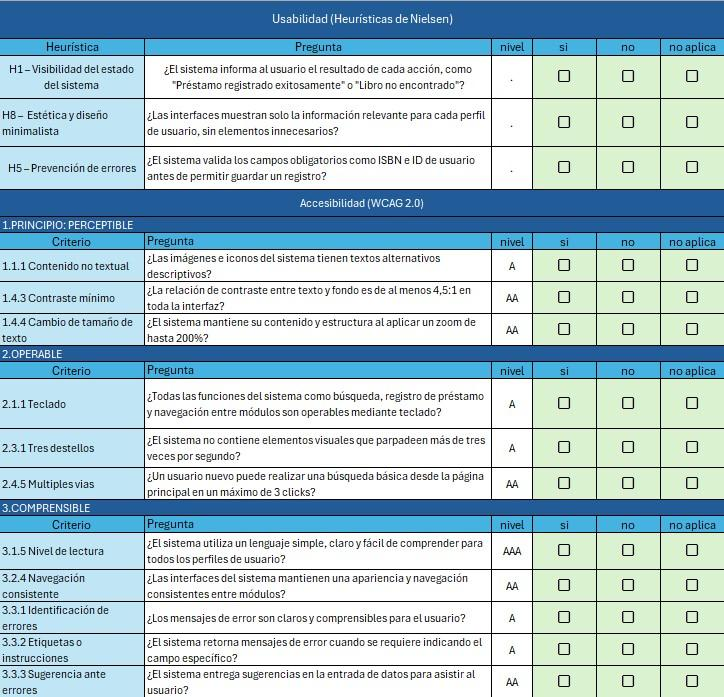 Usabilidad (Heurísticas de Nielsen)
Heurística Pregunta nivel si no no aplica
H1 – Visibilidad del estado del sistema ¿El sistema informa al usuario el resultado de cada acción, como "Préstamo registrado exitosamente" o "Libro no encontrado"? .
H8 – Estética y diseño minimalista ¿Las interfaces muestran solo la información relevante para cada perfil de usuario, sin elementos innecesarios? .
H5 – Prevención de errores ¿El sistema valida los campos obligatorios como ISBN e ID de usuario antes de permitir guardar un registro? .
Accesibilidad (WCAG 2.0)
1.PRINCIPIO: PERCEPTIBLE
Criterio Pregunta nivel si no no aplica
1.1.1 Contenido no textual ¿Las imágenes e iconos del sistema tienen textos alternativos descriptivos? A
1.4.3 Contraste mínimo ¿La relación de contraste entre texto y fondo es de al menos 4,5:1 en toda la interfaz? AA
1.4.4 Cambio de tamaño de texto ¿El sistema mantiene su contenido y estructura al aplicar un zoom de hasta 200%? AA
2.OPERABLE
Criterio Pregunta nivel si no no aplica
2.1.1 Teclado ¿Todas las funciones del sistema como búsqueda, registro de préstamo y navegación entre módulos son operables mediante teclado? A
2.3.1 Tres destellos ¿El sistema no contiene elementos visuales que parpadeen más de tres veces por segundo? A
2.4.5 Multiples vias ¿Un usuario nuevo puede realizar una búsqueda básica desde la página principal en un máximo de 3 clicks? AA
3.COMPRENSIBLE
Criterio Pregunta nivel si no no aplica
3.1.5 Nivel de lectura ¿El sistema utiliza un lenguaje simple, claro y fácil de comprender para todos los perfiles de usuario? AAA
3.2.4 Navegación consistente ¿Las interfaces del sistema mantienen una apariencia y navegación consistentes entre módulos? AA
3.3.1 Identificación de errores ¿Los mensajes de error son claros y comprensibles para el usuario? A
3.3.2 Etiquetas o instrucciones ¿El sistema retorna mensajes de error cuando se requiere indicando el campo específico? A
3.3.3 Sugerencia ante errores ¿El sistema entrega sugerencias en la entrada de datos para asistir al usuario? AA